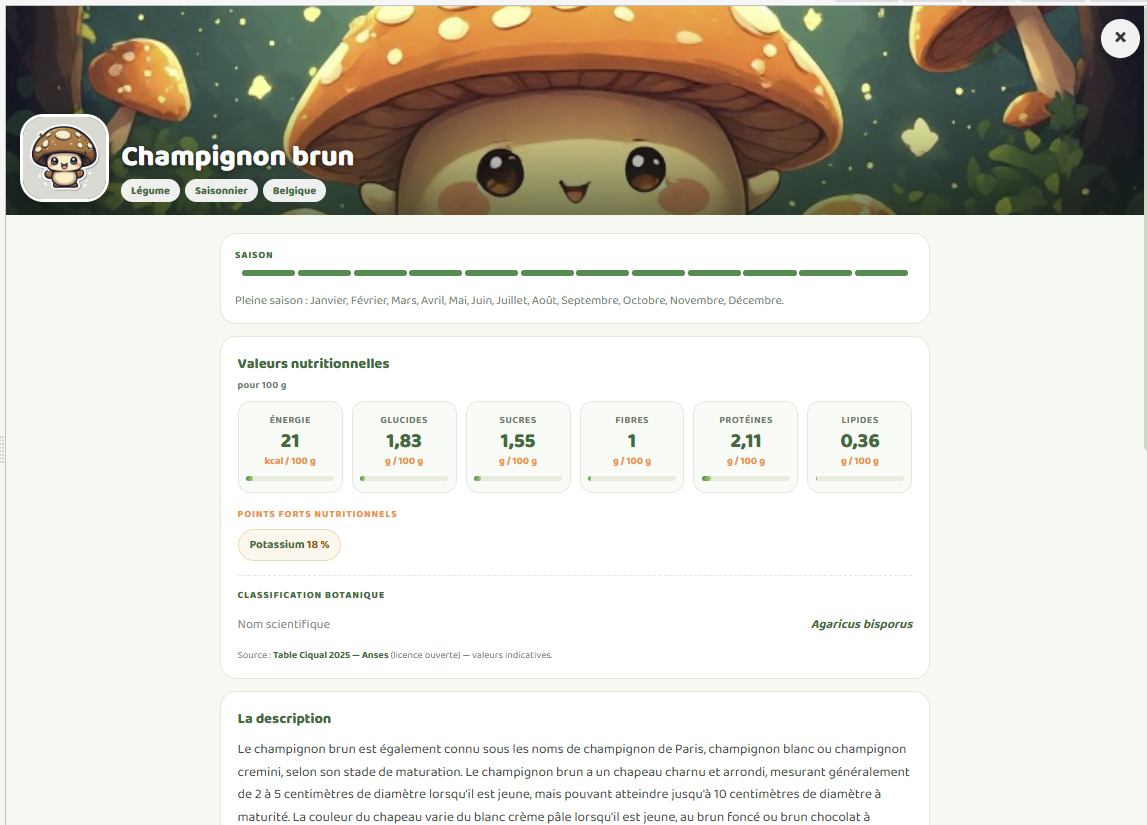 Champignon brun
Légume Saisonnier Belgique
SAISON
Pleine saison : Janvier, Février, Mars, Avril, Mai, Juin, Juillet, Août, Septembre, Octobre, Novembre, Décembre.
Valeurs nutritionnelles
pour 100 g
ÉNERGIE GLUCIDES SUCRES FIBRES PROTÉINES LIPIDES
21 1,83 1,55 1 2,11 0,36
kcal / 100 g g / 100 g g / 100 g g / 100 g g / 100 g g / 100 g
POINTS FORTS NUTRITIONNELS
Potassium 18 %
CLASSIFICATION BOTANIQUE
Nom scientifique Agaricus bisporus
Source : Table Ciqual 2025 — Anses (licence ouverte) — valeurs indicatives.
La description
Le champignon brun est également connu sous les noms de champignon de Paris, champignon blanc ou champignon
cremini, selon son stade de maturation. Le champignon brun a un chapeau charnu et arrondi, mesurant généralement
de 2 à 5 centimètres de diamètre lorsqu'il est jeune, mais pouvant atteindre jusqu'à 10 centimètres de diamètre à
maturité. La couleur du chapeau varie du blanc crème pâle lorsqu'il est jeune, au brun foncé ou brun chocolat à